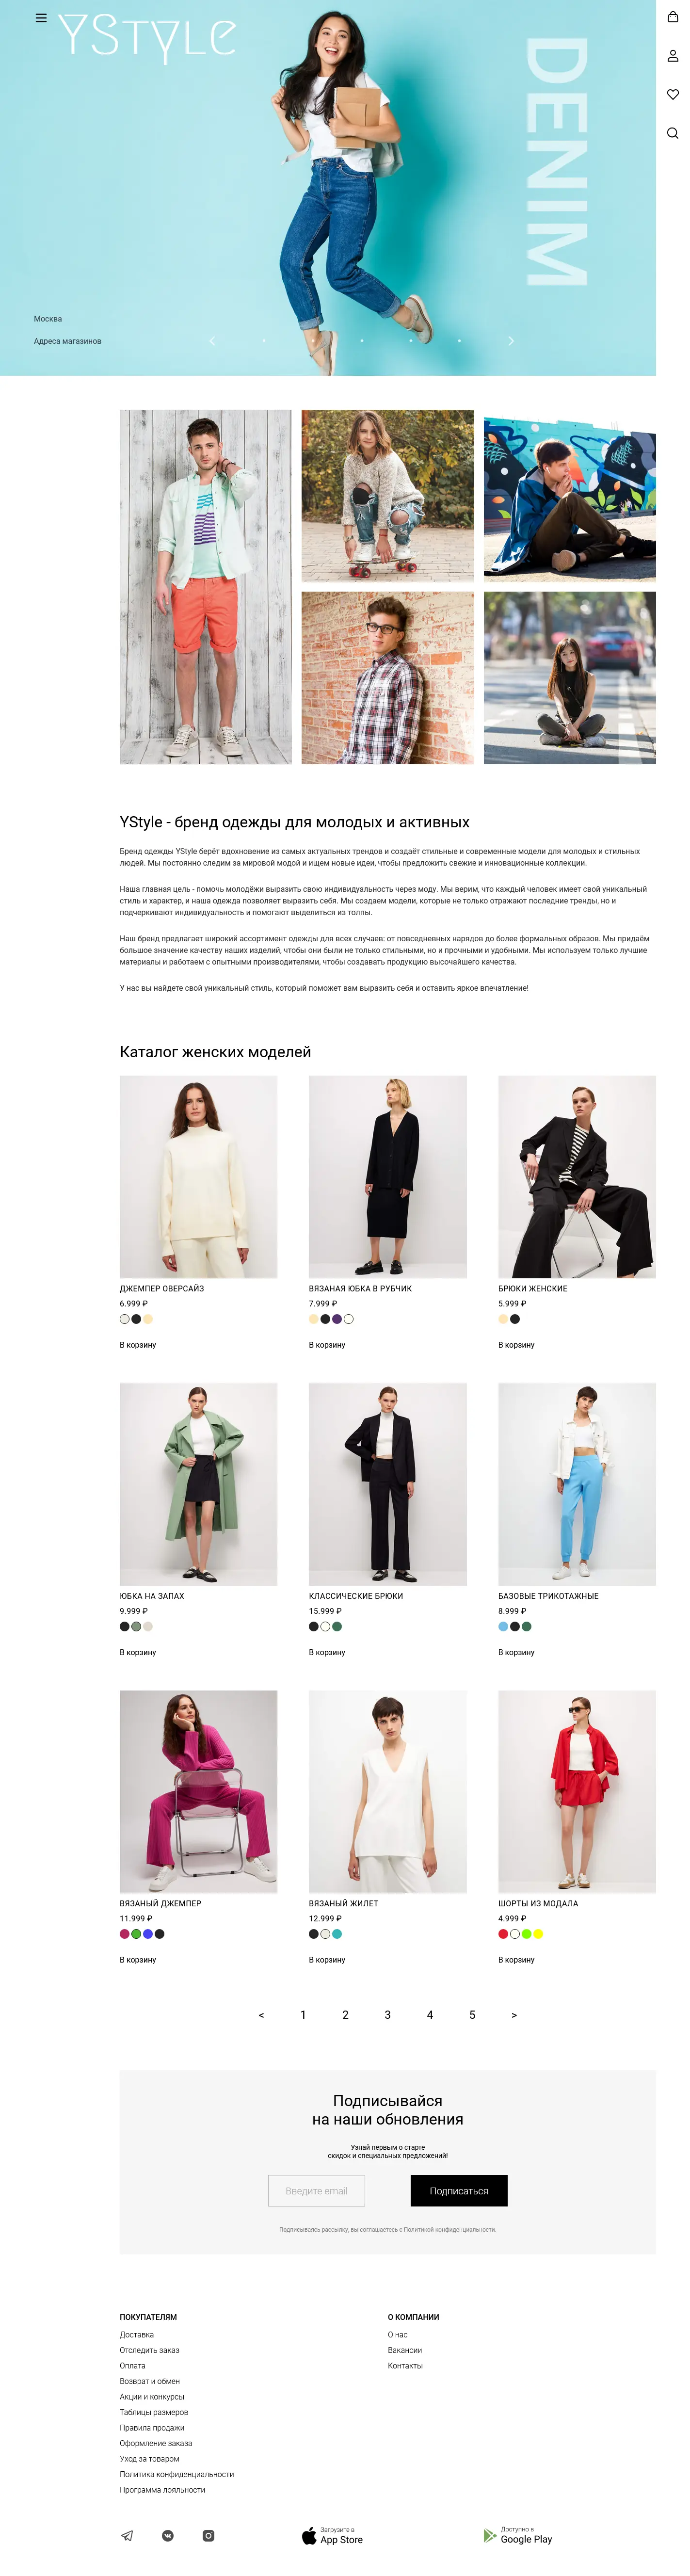 YStyle
DENIM
Москва
Адреса магазинов
YStyle - бренд одежды для молодых и активных
Бренд одежды YStyle берёт вдохновение из самых актуальных трендов и создаёт стильные и современные модели для молодых и стильных
людей. Мы постоянно следим за мировой модой и ищем новые идеи, чтобы предложить свежие и инновационные коллекции.
Наша главная цель - помочь молодёжи выразить свою индивидуальность через моду. Мы верим, что каждый человек имеет свой уникальный
стиль и характер, и наша одежда позволяет выразить себя. Мы создаем модели, которые не только отражают последние тренды, но и
подчеркивают индивидуальность и помогают выделиться из толпы.
Наш бренд предлагает широкий ассортимент одежды для всех случаев: от повседневных нарядов до более формальных образов. Мы придаём
большое значение качеству наших изделий, чтобы они были не только стильными, но и прочными и удобными. Мы используем только лучшие
материалы и работаем с опытными производителями, чтобы создавать продукцию высочайшего качества.
У нас вы найдете свой уникальный стиль, который поможет вам выразить себя и оставить яркое впечатление!
Каталог женских моделей
ДЖЕМПЕР ОВЕРСАЙЗ
6.999 ₽
В корзину
ВЯЗАНАЯ ЮБКА В РУБЧИК
7.999 ₽
В корзину
БРЮКИ ЖЕНСКИЕ
5.999 ₽
В корзину
ЮБКА НА ЗАПАХ
9.999 ₽
В корзину
КЛАССИЧЕСКИЕ БРЮКИ
15.999 ₽
В корзину
БАЗОВЫЕ ТРИКОТАЖНЫЕ
8.999 ₽
В корзину
ВЯЗАНЫЙ ДЖЕМПЕР
11.999 ₽
В корзину
ВЯЗАНЫЙ ЖИЛЕТ
12.999 ₽
В корзину
ШОРТЫ ИЗ МОДАЛА
4.999 ₽
В корзину
< 1 2 3 4 5 >
Подписывайся
на наши обновления
Узнай первым о старте
скидок и специальных предложений!
Введите email
Подписаться
Подписываясь рассылку, вы соглашаетесь с Политикой конфиденциальности.
ПОКУПАТЕЛЯМ
Доставка
Отследить заказ
Оплата
Возврат и обмен
Акции и конкурсы
Таблицы размеров
Правила продажи
Оформление заказа
Уход за товаром
Политика конфиденциальности
Программа лояльности
О КОМПАНИИ
О нас
Вакансии
Контакты
Загрузите в
App Store
Доступно в
Google Play